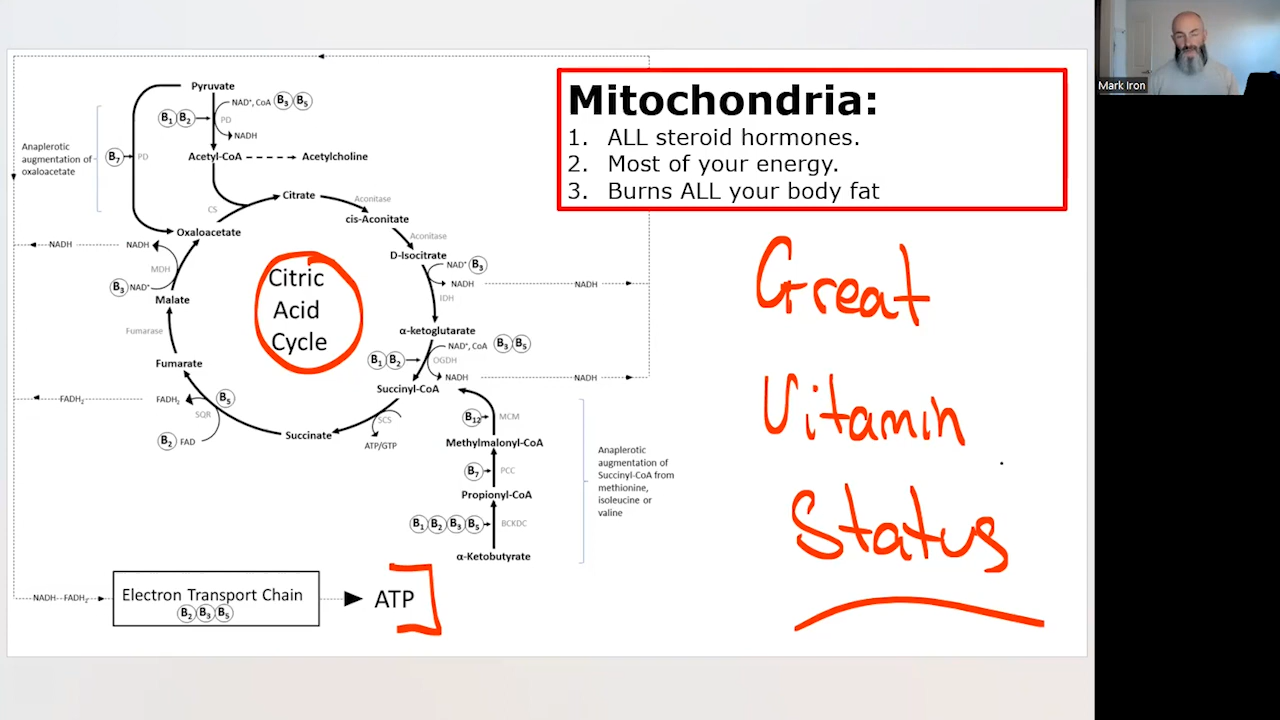 Pyruvate
NAD⁺, CoA B3 B5
B1 B2
PD
NADH
Anaplerotic
augmentation of
oxaloacetate
B7 PD
Acetyl-CoA
Acetylcholine
CS
Citrate
Aconitase
cis-Aconitate
Aconitase
Oxaloacetate
D-Isocitrate
NADH
NADH
MDH
B3 NAD⁺
Malate
NAD⁺ B3
NADH
NADH
IDH
Citric
Acid
Cycle
Fumarase
α-ketoglutarate
NAD⁺, CoA B3 B5
B1 B2
OGDH
NADH
NADH
Fumarate
Succinyl-CoA
FADH₂
FADH₂
B5
SQR
B2 FAD
SCS
ATP/GTP
Succinate
B12 MCM
Methylmalonyl-CoA
B7 PCC
Propionyl-CoA
B1 B2 B3 B5 BCKDC
α-Ketobutyrate
Anaplerotic
augmentation of
Succinyl-CoA from
methionine,
isoleucine or
valine
NADH FADH₂
Electron Transport Chain
B2 B3 B5
ATP
Mitochondria:
1. ALL steroid hormones.
2. Most of your energy.
3. Burns ALL your body fat
Great
Vitamin
Status
Mark Iron